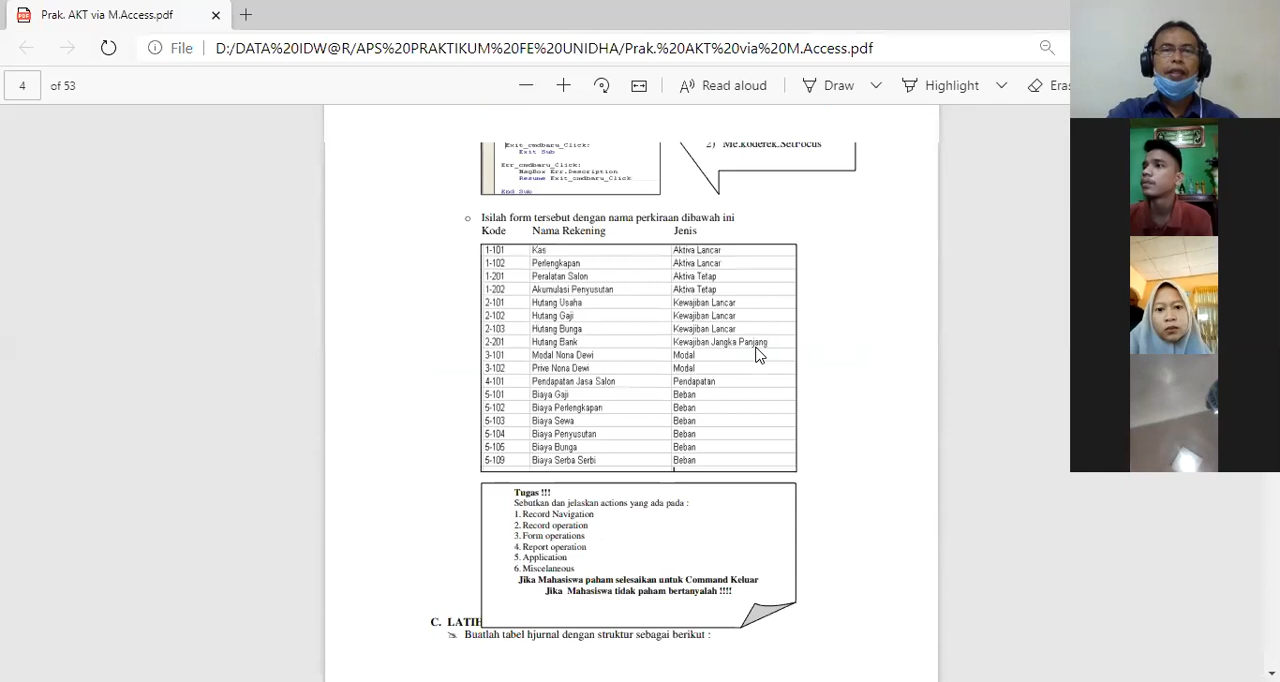 Prak. AKT via M.Access.pdf
File D:/DATA%20IDW@R/APS%20PRAKTIKUM%20FE%20UNIDHA/Prak.%20AKT%20via%20M.Access.pdf
4 of 53 Read aloud Draw Highlight Eras
Exit_cmdbaru_Click:
Exit Sub
Err_cmdbaru_Click:
MsgBox Err.Description
Resume Exit_cmdbaru_Click
End Sub
2) Me.koderek.SetFocus
o Isilah form tersebut dengan nama perkiraan dibawah ini
Kode Nama Rekening Jenis
1-101 Kas Aktiva Lancar
1-102 Perlengkapan Aktiva Lancar
1-201 Peralatan Salon Aktiva Tetap
1-202 Akumulasi Penyusutan Aktiva Tetap
2-101 Hutang Usaha Kewajiban Lancar
2-102 Hutang Gaji Kewajiban Lancar
2-103 Hutang Bunga Kewajiban Lancar
2-201 Hutang Bank Kewajiban Jangka Panjang
3-101 Modal Nona Dewi Modal
3-102 Prive Nona Dewi Modal
4-101 Pendapatan Jasa Salon Pendapatan
5-101 Biaya Gaji Beban
5-102 Biaya Perlengkapan Beban
5-103 Biaya Sewa Beban
5-104 Biaya Penyusutan Beban
5-105 Biaya Bunga Beban
5-109 Biaya Serba Serbi Beban
Tugas !!!
Sebutkan dan jelaskan actions yang ada pada :
1. Record Navigation
2. Record operation
3. Form operations
4. Report operation
5. Application
6. Miscelaneous
Jika Mahasiswa paham selesaikan untuk Command Keluar
Jika Mahasiswa tidak paham bertanyalah !!!!
C. LATIH
Buatlah tabel hjurnal dengan struktur sebagai berikut :